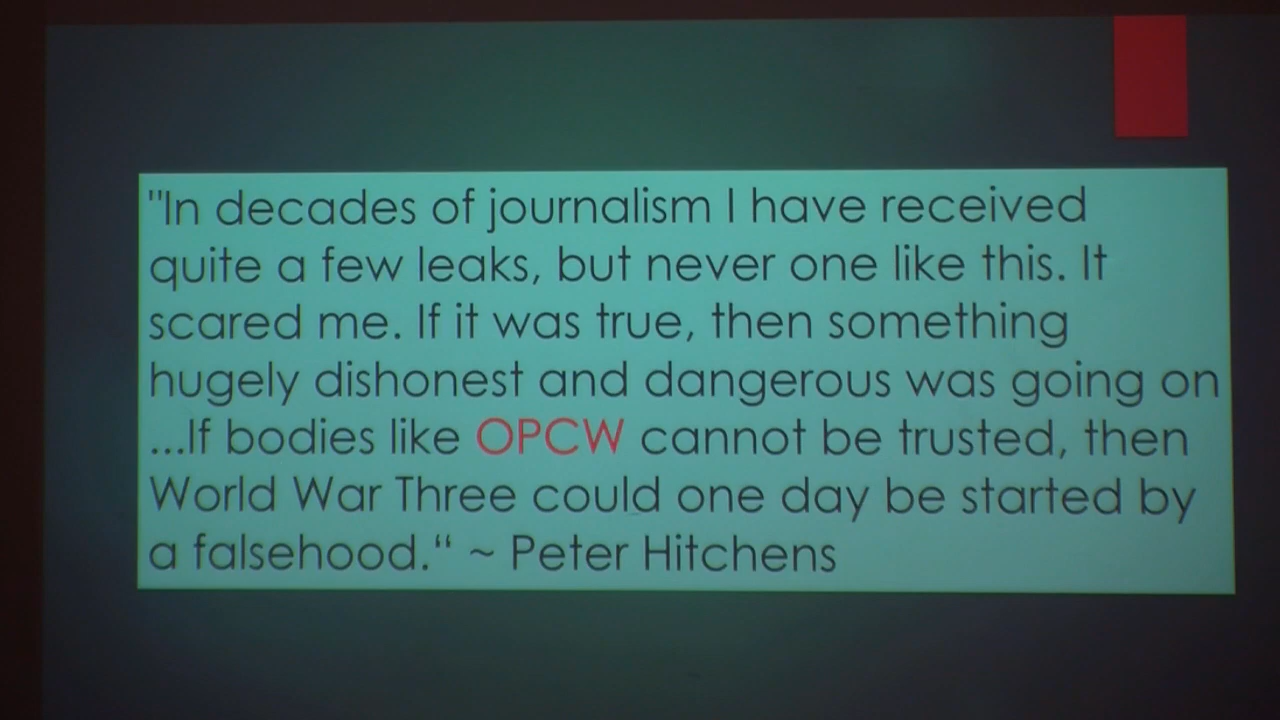 "In decades of journalism I have received
quite a few leaks, but never one like this. It
scared me. If it was true, then something
hugely dishonest and dangerous was going on
...If bodies like OPCW cannot be trusted, then
World War Three could one day be started by
a falsehood.“ ~ Peter Hitchens